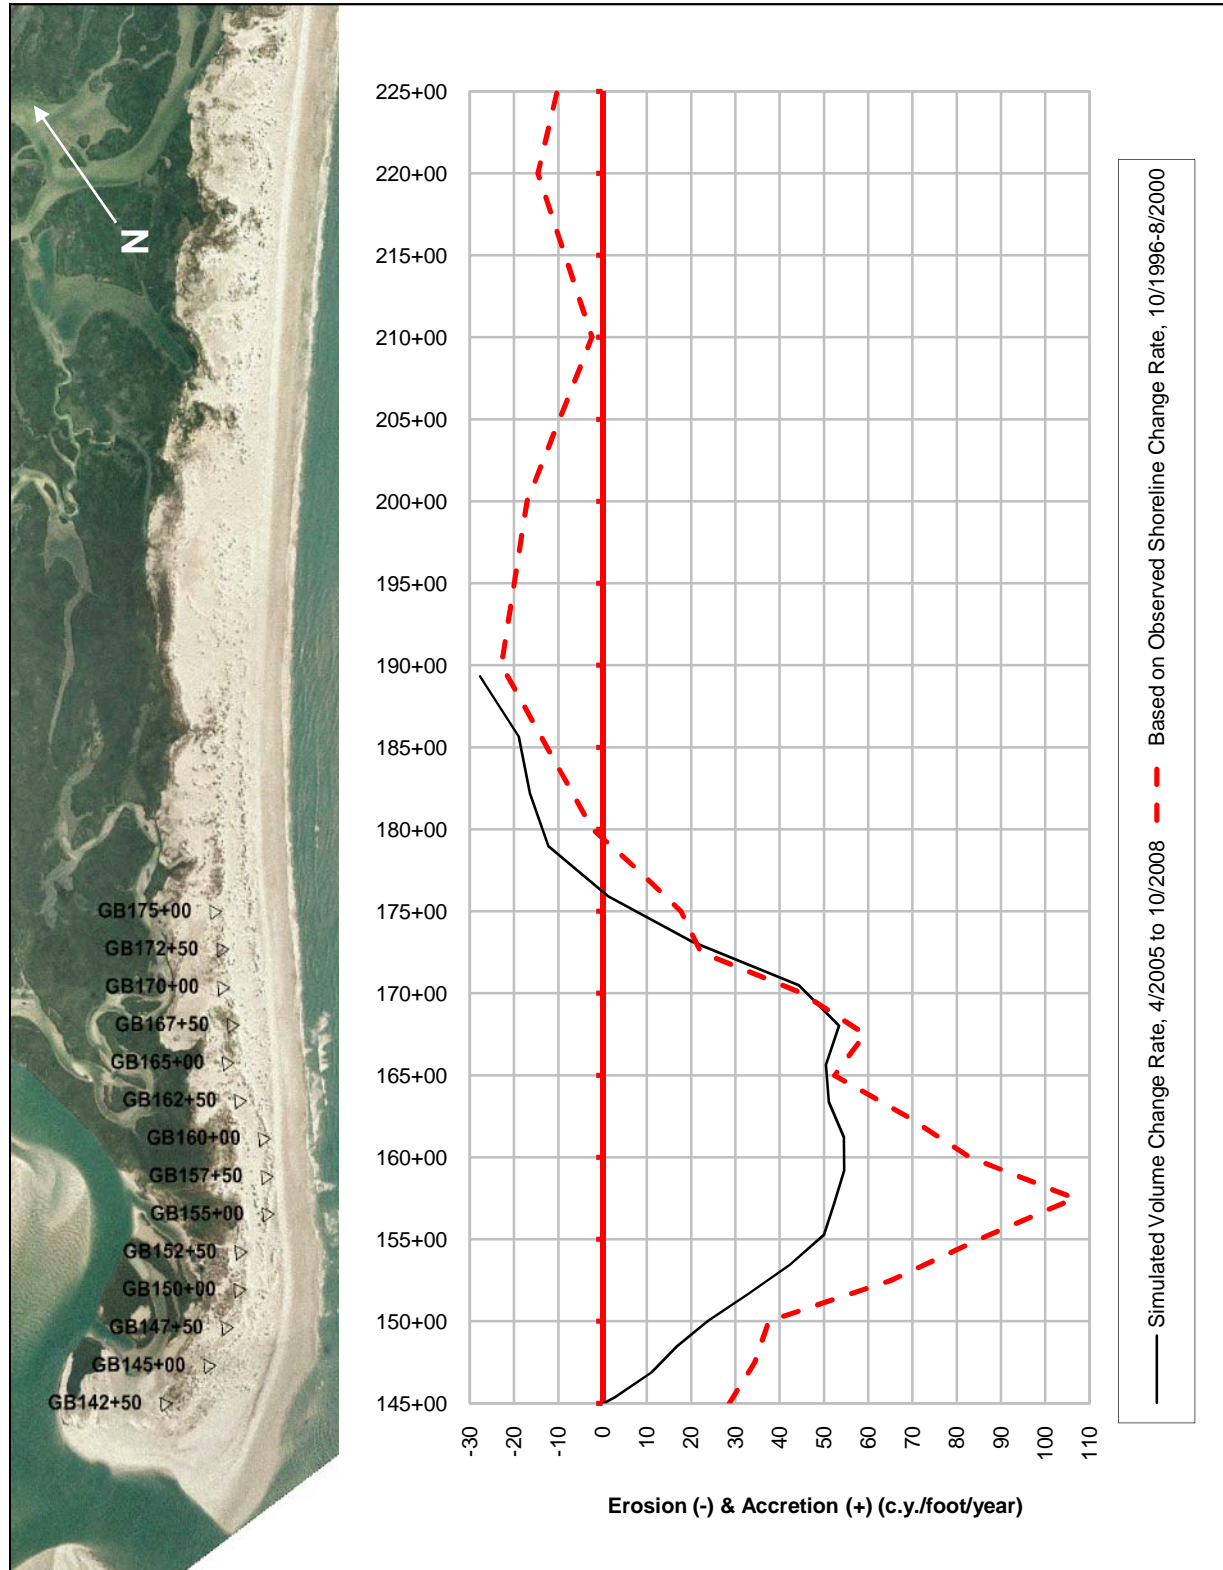 N
GB175+00
GB172+50
GB170+00
GB167+50
GB165+00
GB162+50
GB160+00
GB157+50
GB155+00
GB152+50
GB150+00
GB147+50
GB145+00
GB142+50
225+00
220+00
215+00
210+00
205+00
200+00
195+00
190+00
185+00
180+00
175+00
170+00
165+00
160+00
155+00
150+00
145+00
-30
-20
-10
0
10
20
30
40
50
60
70
80
90
100
110
Erosion (-) & Accretion (+) (c.y./foot/year)
Simulated Volume Change Rate, 4/2005 to 10/2008
Based on Observed Shoreline Change Rate, 10/1996-8/2000